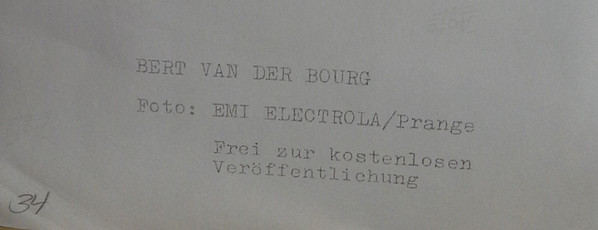 BERT VAN DER BOURG
Foto: EMI ELECTROLA/Prange
Frei zur kostenlosen
Veröffentlichung
34